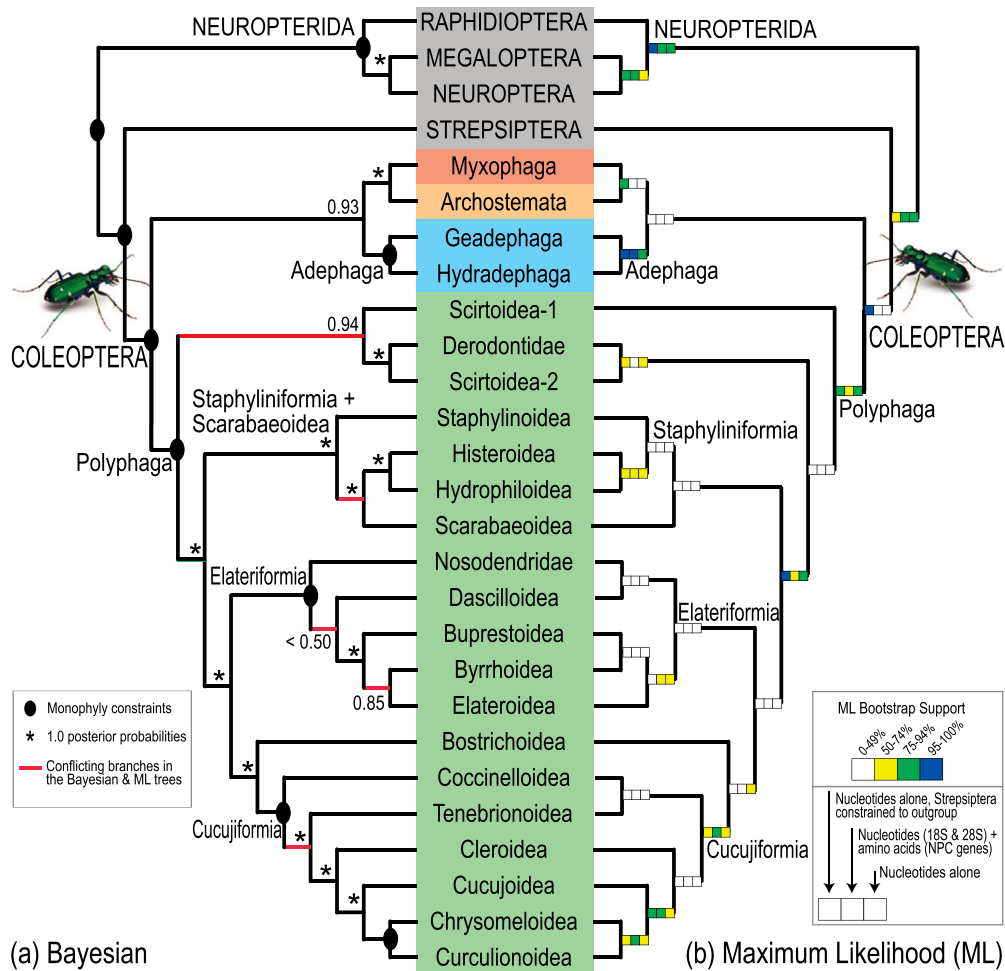 NEUROPTERIDA
RAPHIDIOPTERA
NEUROPTERIDA
*
MEGALOPTERA
NEUROPTERA
STREPSIPTERA
*
Myxophaga
0.93
Archostemata
Geadephaga
Adephaga
Hydradephaga
Adephaga
0.94
Scirtoidea-1
COLEOPTERA
*
Derodontidae
COLEOPTERA
Scirtoidea-2
Staphyliniformia +
Scarabaeoidea
*
Staphylinoidea
Staphyliniformia
Polyphaga
Polyphaga
*
Histeroidea
*
Hydrophiloidea
Scarabaeoidea
*
Nosodendridae
Elateriformia
Dascilloidea
Elateriformia
< 0.50
*
Buprestoidea
Byrrhoidea
*
0.85
Elateroidea
Bostrichoidea
*
Coccinelloidea
Cucujiformia
*
Tenebrionoidea
Cucujiformia
Cleroidea
*
Cucujoidea
*
Chrysomeloidea
Curculionoidea
Monophyly constraints
* 1.0 posterior probabilities
Conflicting branches in
the Bayesian & ML trees
ML Bootstrap Support
0-49%
50-74%
75-94%
95-100%
Nucleotides alone, Strepsiptera
constrained to outgroup
Nucleotides (18S & 28S) +
amino acids (NPC genes)
Nucleotides alone
(a) Bayesian
(b) Maximum Likelihood (ML)